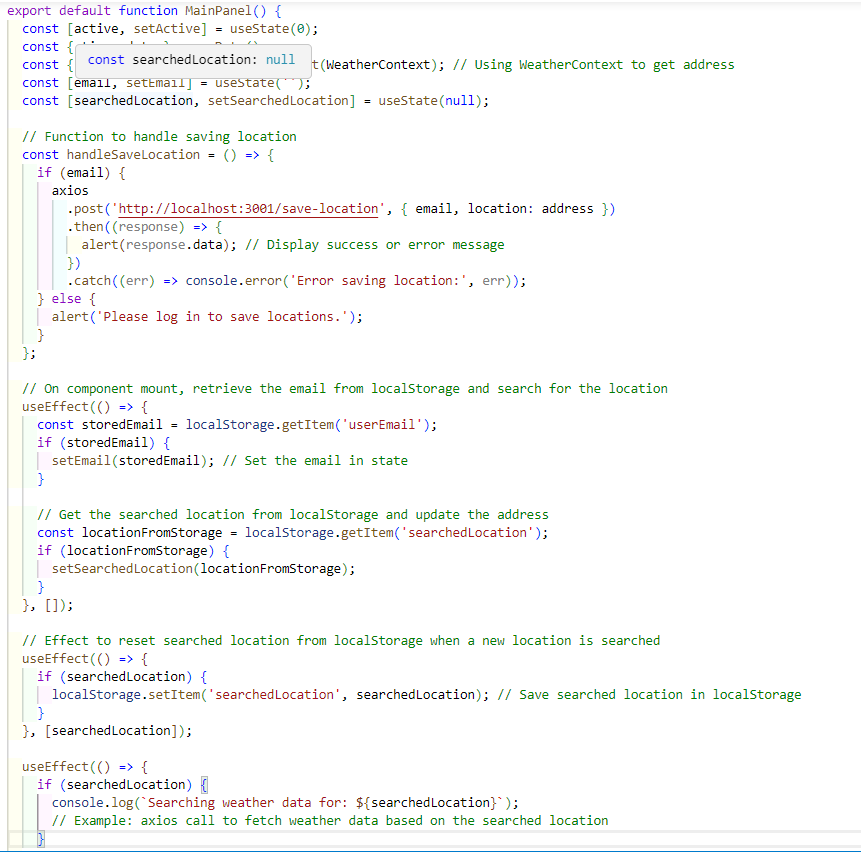 export default function MainPanel() {
const [active, setActive] = useState(0);
const {
const searchedLocation: null
const { t(WeatherContext); // Using WeatherContext to get address
const [email, setEmail] = useState('');
const [searchedLocation, setSearchedLocation] = useState(null);
// Function to handle saving location
const handleSaveLocation = () => {
if (email) {
axios
.post('http://localhost:3001/save-location', { email, location: address })
.then((response) => {
alert(response.data); // Display success or error message
})
.catch((err) => console.error('Error saving location:', err));
} else {
alert('Please log in to save locations.');
}
};
// On component mount, retrieve the email from localStorage and search for the location
useEffect(() => {
const storedEmail = localStorage.getItem('userEmail');
if (storedEmail) {
setEmail(storedEmail); // Set the email in state
}
// Get the searched location from localStorage and update the address
const locationFromStorage = localStorage.getItem('searchedLocation');
if (locationFromStorage) {
setSearchedLocation(locationFromStorage);
}
}, []);
// Effect to reset searched location from localStorage when a new location is searched
useEffect(() => {
if (searchedLocation) {
localStorage.setItem('searchedLocation', searchedLocation); // Save searched location in localStorage
}
}, [searchedLocation]);
useEffect(() => {
if (searchedLocation) {
console.log(`Searching weather data for: ${searchedLocation}`);
// Example: axios call to fetch weather data based on the searched location
}